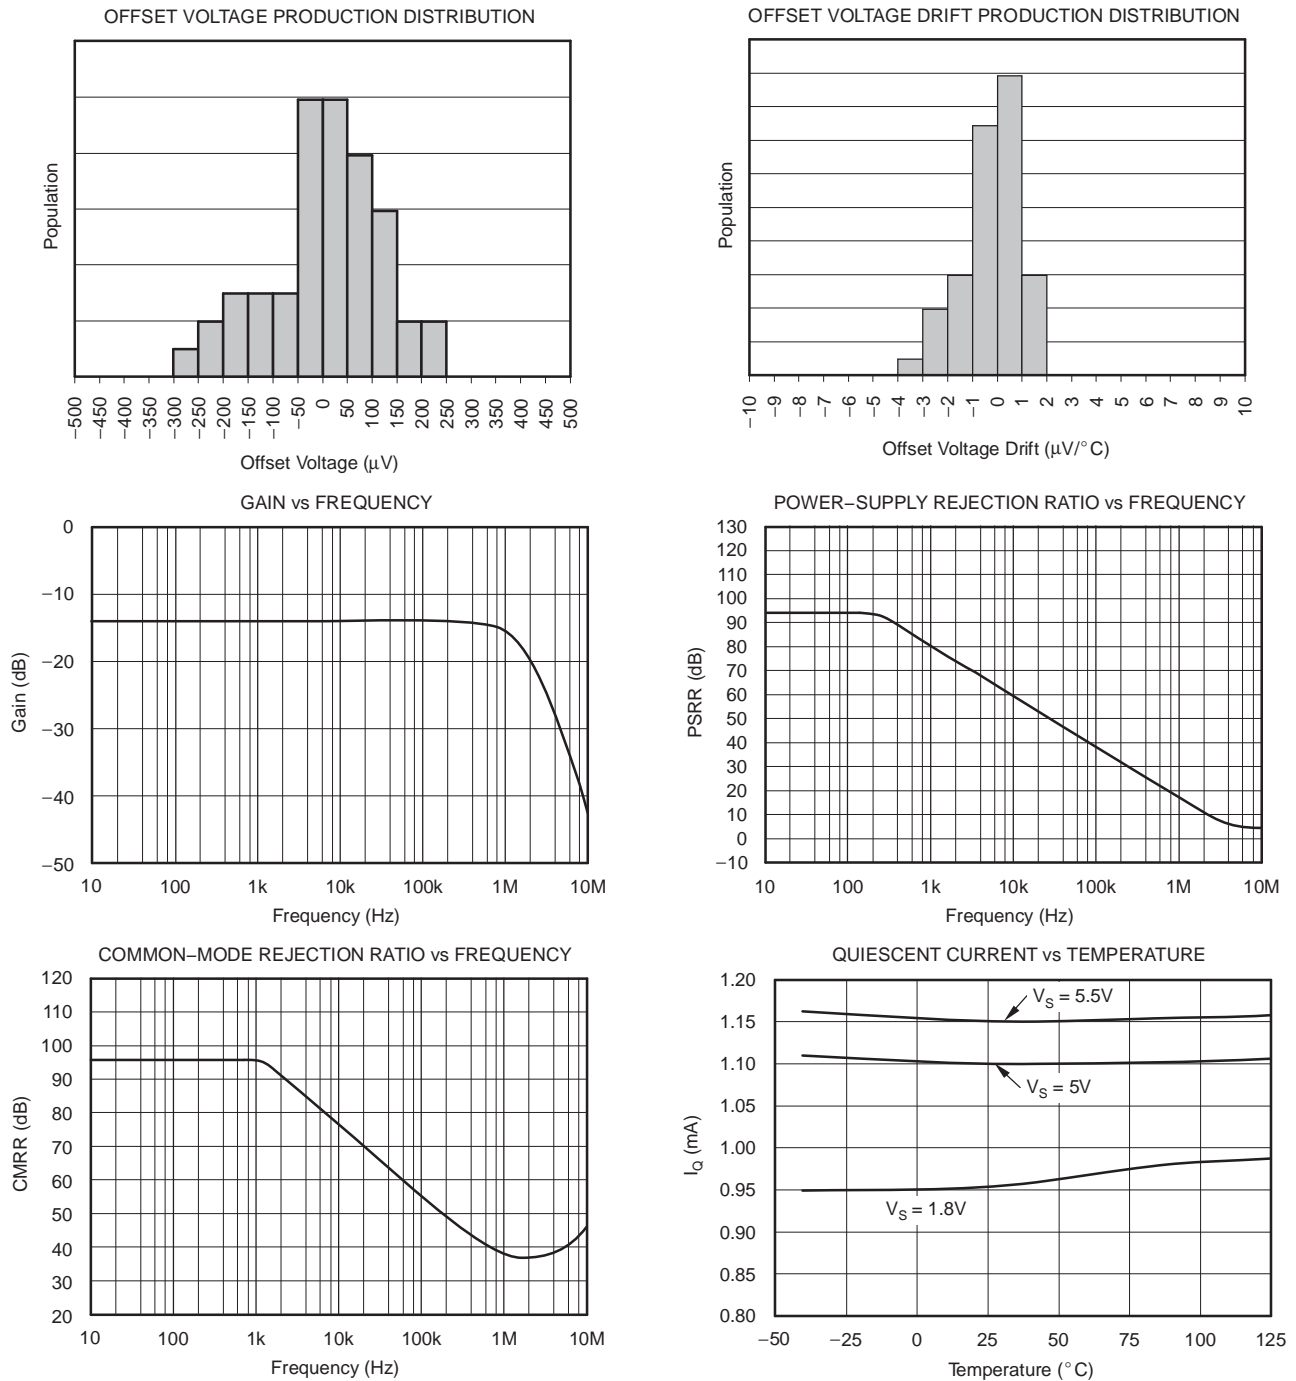 OFFSET VOLTAGE PRODUCTION DISTRIBUTION
Population
−500 −450 −400 −350 −300 −250 −200 −150 −100 −50 0 50 100 150 200 250 300 350 400 450 500
Offset Voltage (μV)
OFFSET VOLTAGE DRIFT PRODUCTION DISTRIBUTION
Population
−10 −9 −8 −7 −6 −5 −4 −3 −2 −1 0 1 2 3 4 5 6 7 8 9 10
Offset Voltage Drift (μV/°C)
GAIN vs FREQUENCY
0
−10
−20
−30
−40
−50
Gain (dB)
10 100 1k 10k 100k 1M 10M
Frequency (Hz)
POWER−SUPPLY REJECTION RATIO vs FREQUENCY
130
120
110
100
90
80
70
60
50
40
30
20
10
0
−10
PSRR (dB)
10 100 1k 10k 100k 1M 10M
Frequency (Hz)
COMMON−MODE REJECTION RATIO vs FREQUENCY
120
110
100
90
80
70
60
50
40
30
20
CMRR (dB)
10 100 1k 10k 100k 1M 10M
Frequency (Hz)
QUIESCENT CURRENT vs TEMPERATURE
1.20
1.15
1.10
1.05
1.00
0.95
0.90
0.85
0.80
I_Q (mA)
V_S = 5.5V
V_S = 5V
V_S = 1.8V
−50 −25 0 25 50 75 100 125
Temperature (°C)